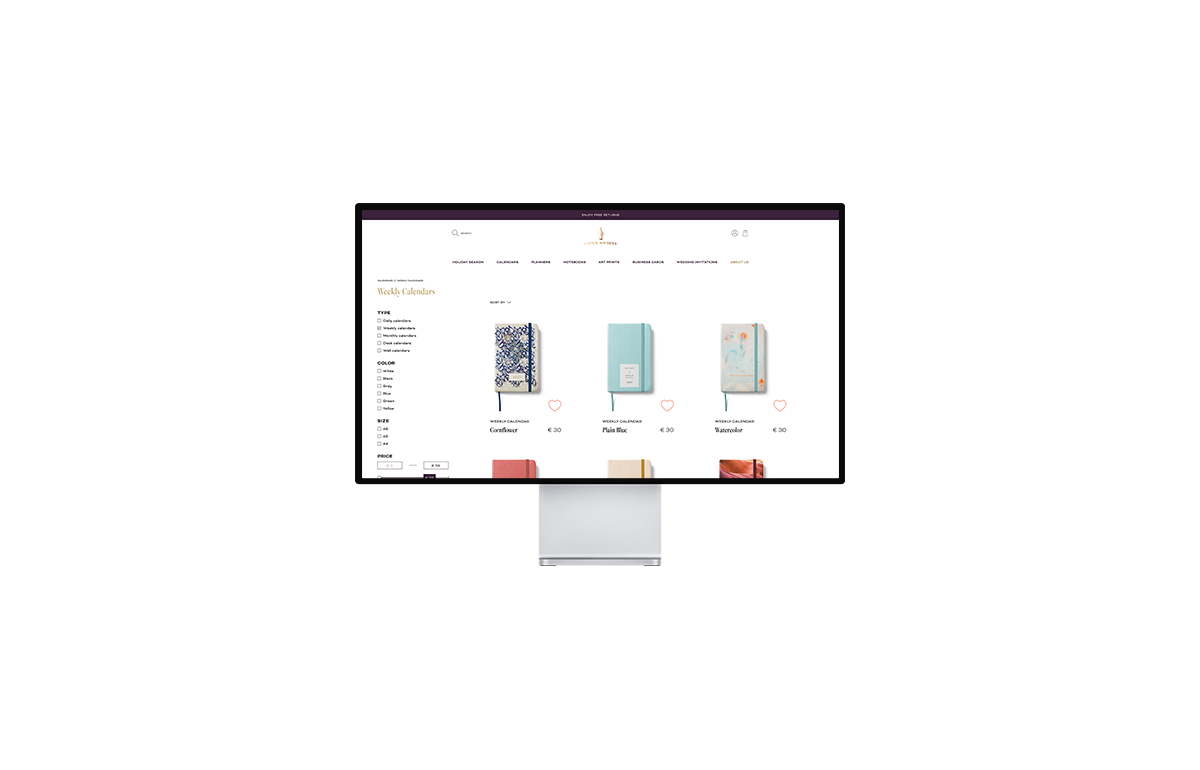 ENJOY FREE RETURNS
SEARCH
HOLIDAY SEASON CALENDARS PLANNERS NOTEBOOKS ART PRINTS BUSINESS CARDS WEDDING INVITATIONS ABOUT US
CALENDARS // WEEKLY CALENDARS
Weekly Calendars
SORT BY
TYPE
Daily calendars
Weekly calendars
Monthly calendars
Desk calendars
Wall calendars
COLOR
White
Black
Grey
Blue
Green
Yellow
SIZE
A6
A5
A4
PRICE
WEEKLY CALENDAR
Cornflower € 30
WEEKLY CALENDAR
Plain Blue € 30
WEEKLY CALENDAR
Watercolor € 30